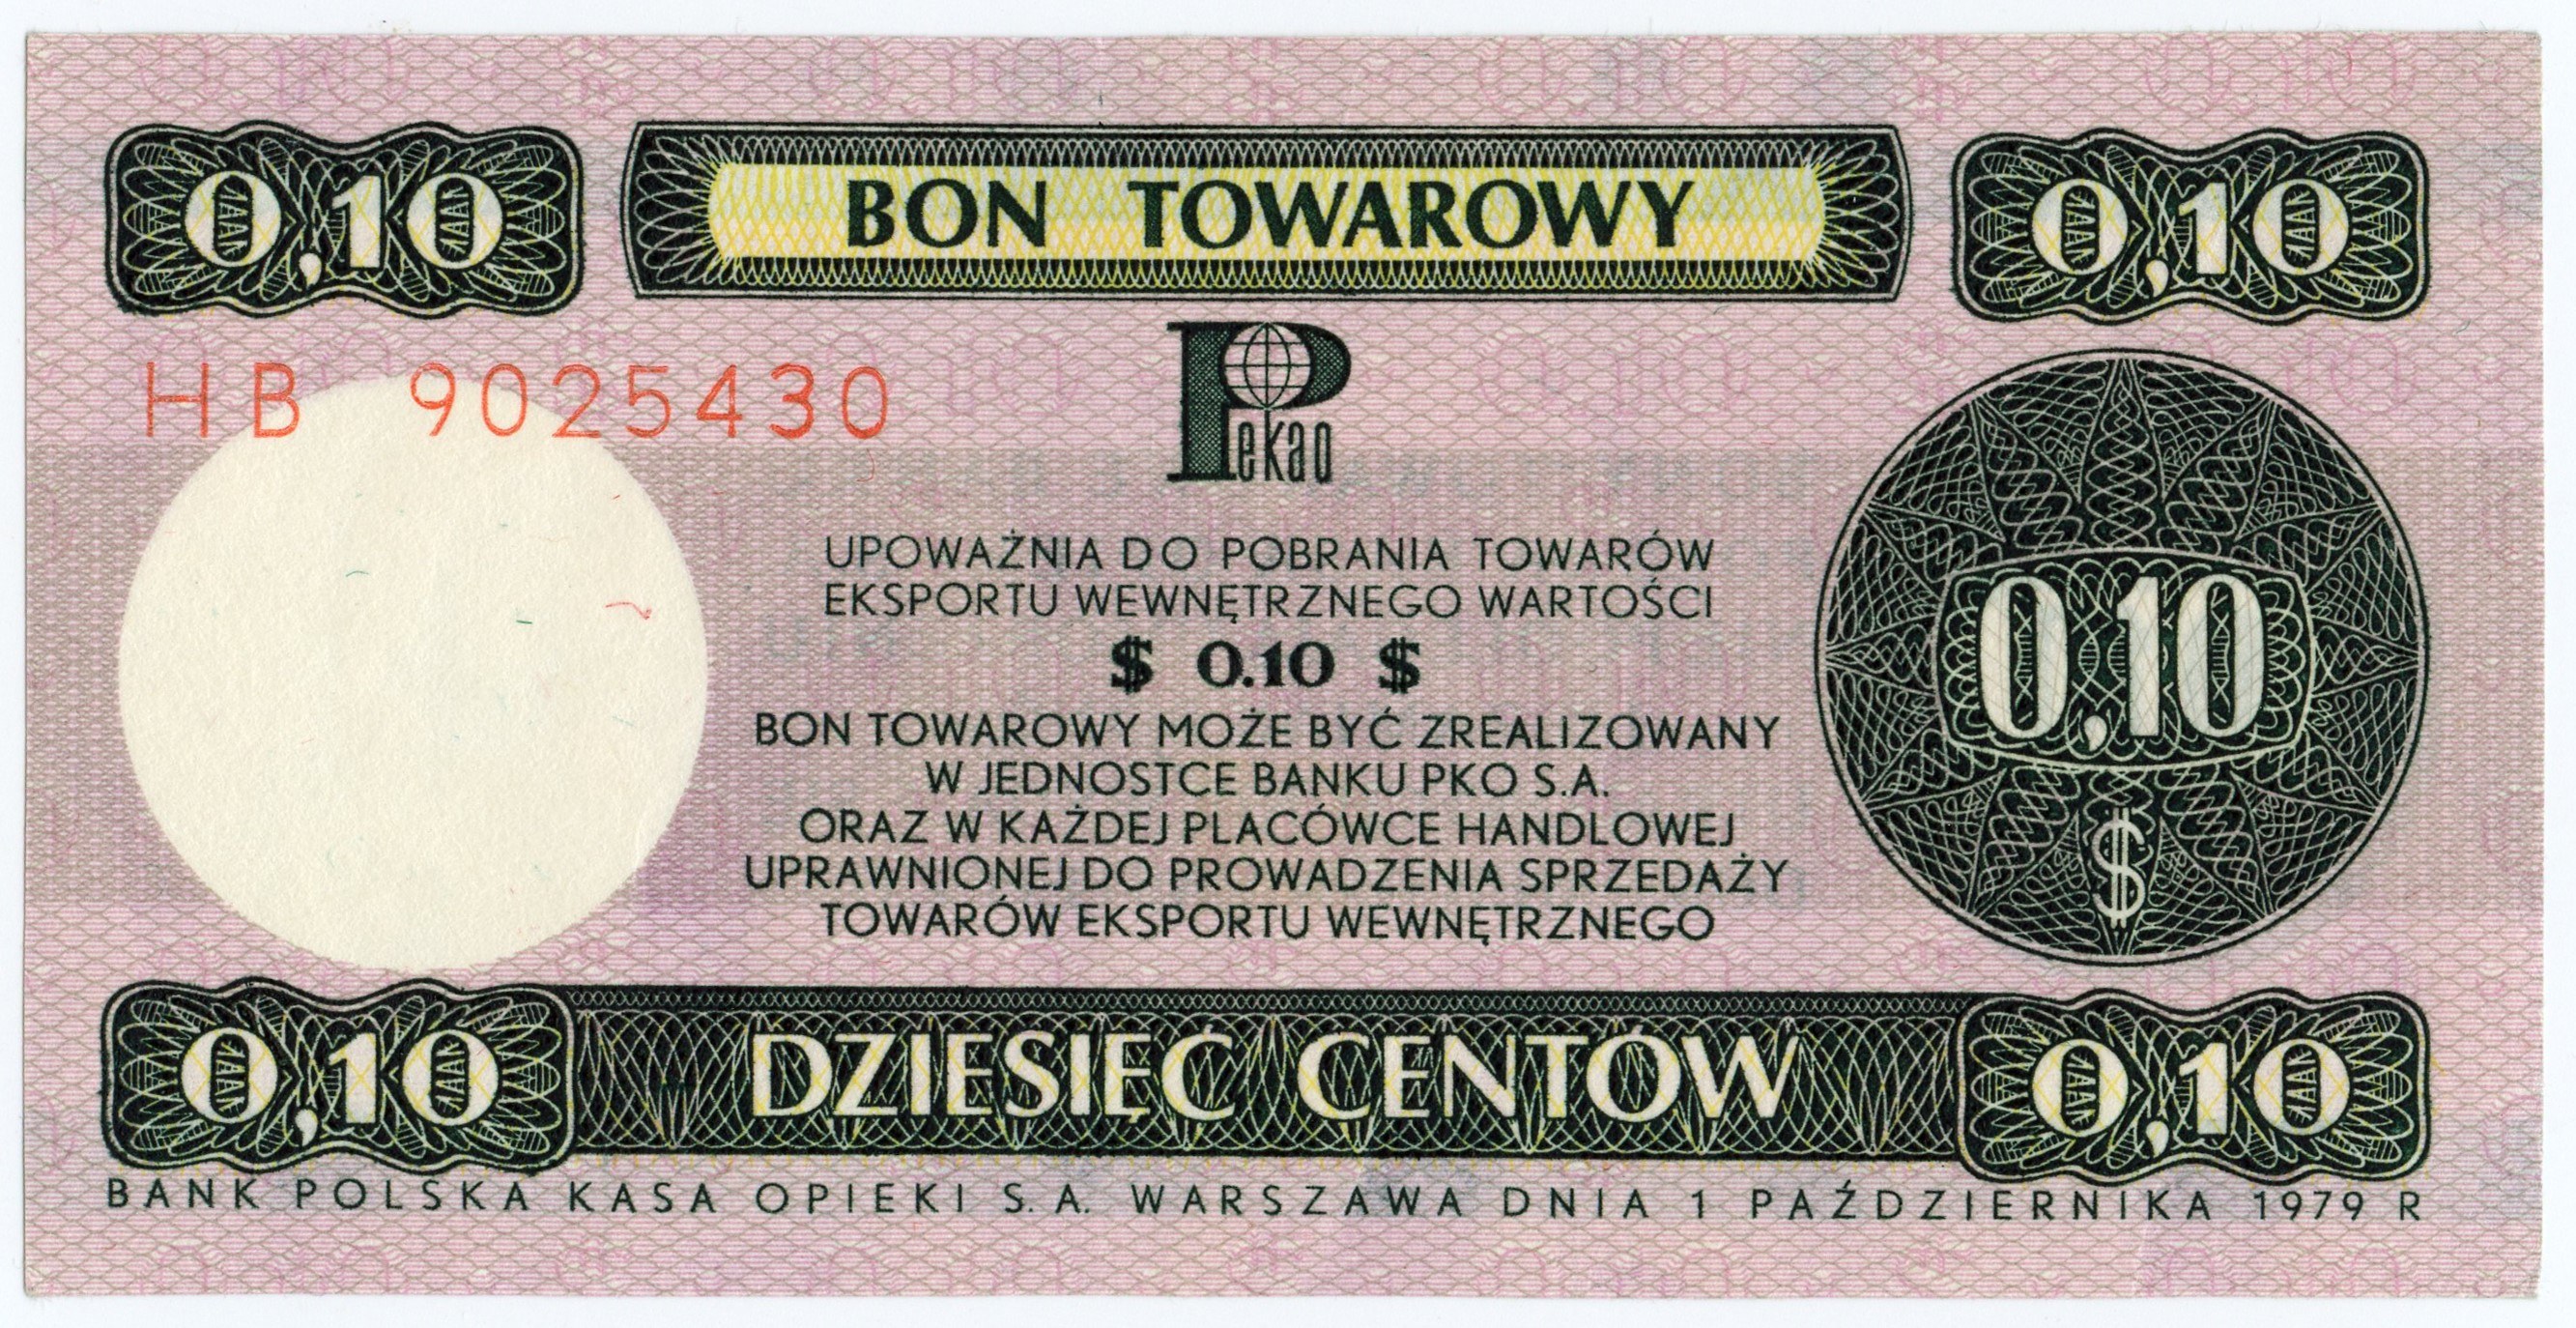 0,10 BON TOWAROWY 0,10
HB 9025430
Pekao
UPOWAŻNIA DO POBRANIA TOWARÓW
EKSPORTU WEWNĘTRZNEGO WARTOŚCI
$ 0.10 $
0,10
$
BON TOWAROWY MOŻE BYĆ ZREALIZOWANY
W JEDNOSTCE BANKU PKO S.A.
ORAZ W KAŻDEJ PLACÓWCE HANDLOWEJ
UPRAWNIONEJ DO PROWADZENIA SPRZEDAŻY
TOWARÓW EKSPORTU WEWNĘTRZNEGO
0,10 DZIESIĘĆ CENTÓW 0,10
BANK POLSKA KASA OPIEKI S.A. WARSZAWA DNIA 1 PAŹDZIERNIKA 1979 R